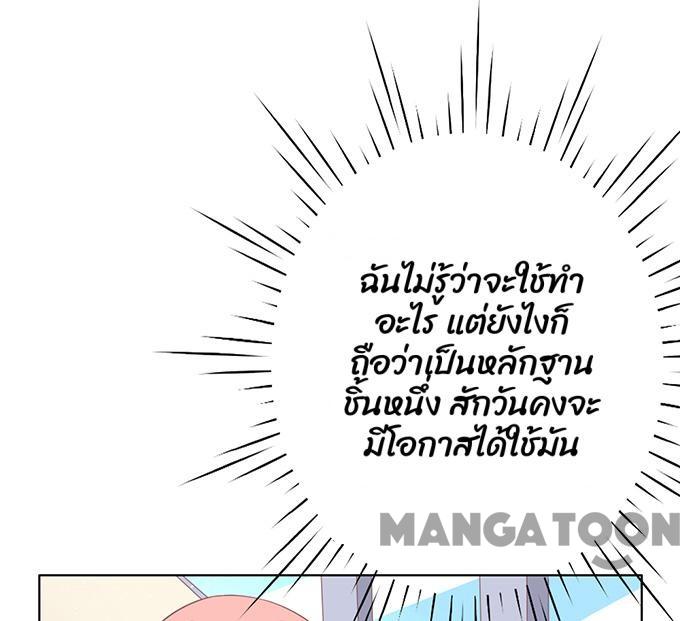 ฉันไม่รู้ว่าจะใช้ทำ
อะไร แต่ยังไงก็
ถือว่าเป็นหลักฐาน
ชิ้นหนึ่ง สักวันคงจะ
มีโอกาสได้ใช้มัน
MANGATOON